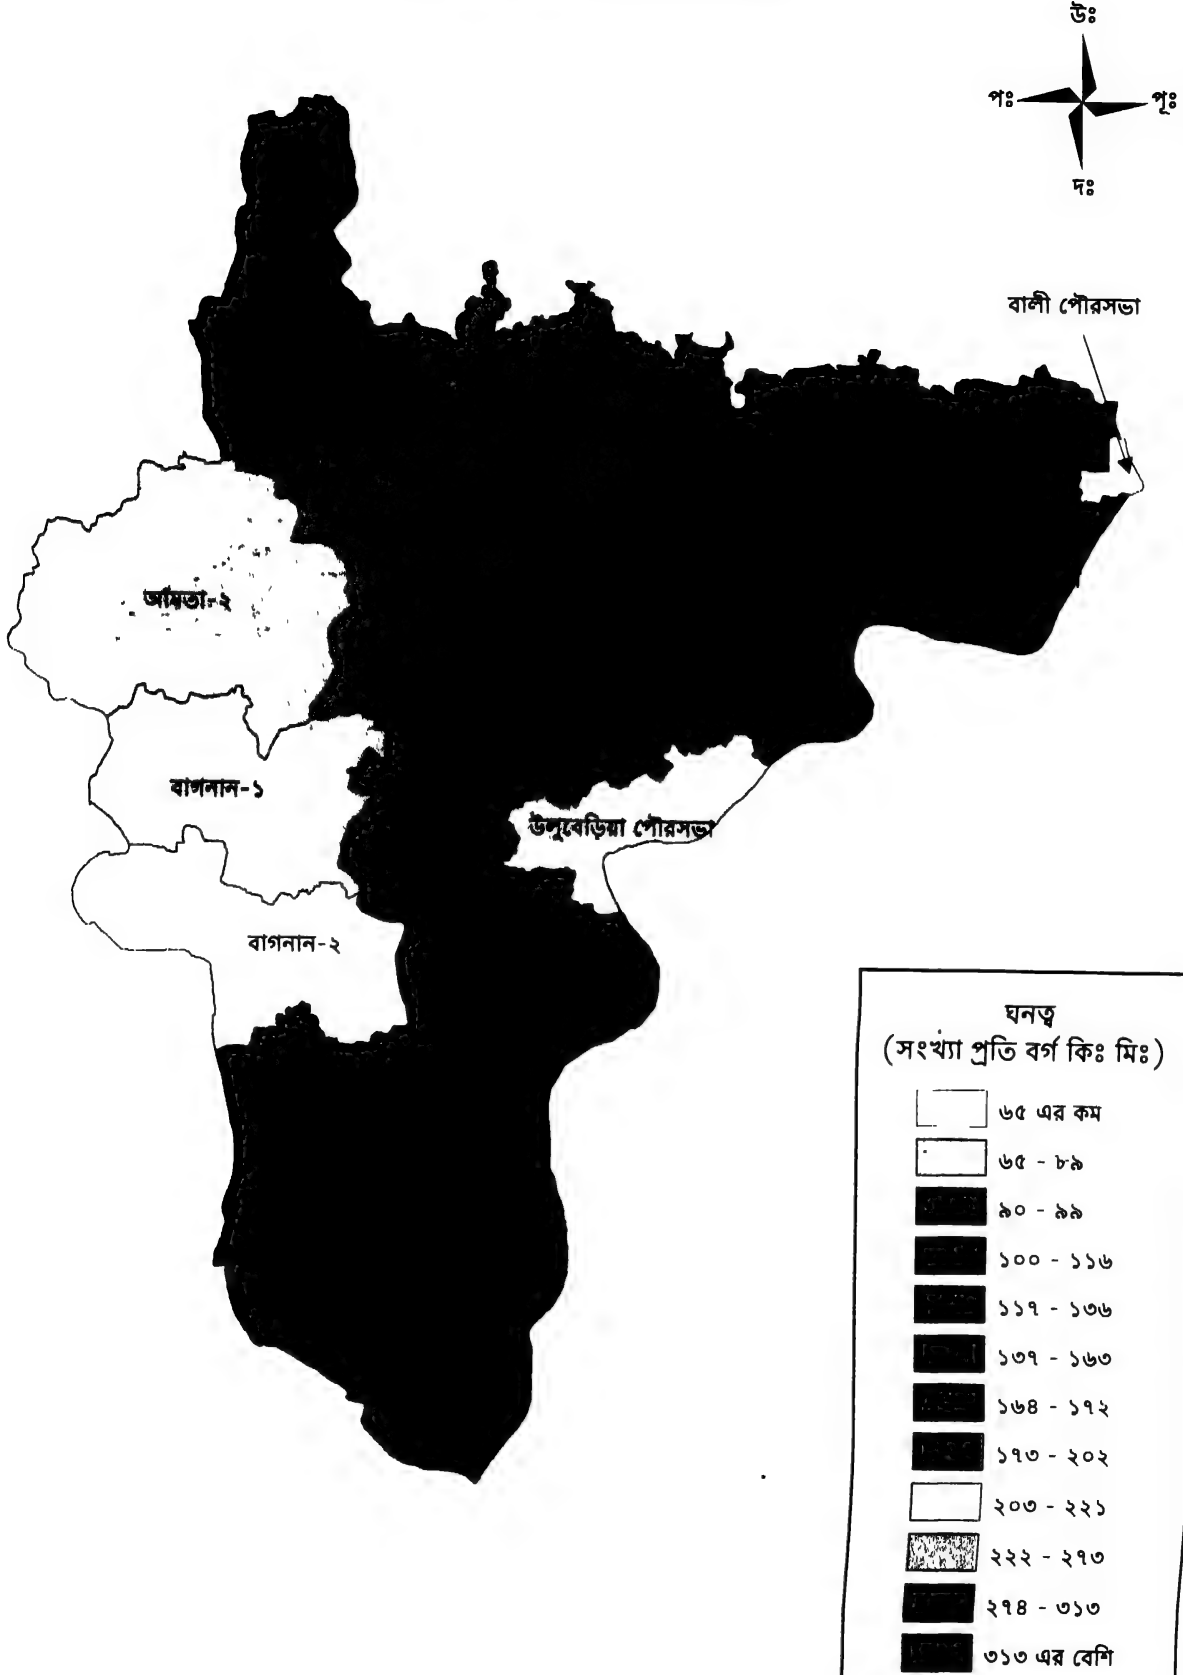 উঃ
পঃ
পূঃ
দঃ
বালী পৌরসভা
আমতা-২
বাগনান-১
উলুবেড়িয়া পৌরসভা
বাগনান-২
ঘনত্ব
(সংখ্যা প্রতি বর্গ কিঃ মিঃ)
৬৫ এর কম
৬৫ - ৮৯
৯০ - ৯৯
১০০ - ১১৬
১১৭ - ১৩৬
১৩৭ - ১৬৩
১৬৪ - ১৭২
১৭৩ - ২০২
২০৩ - ২২১
২২২ - ২৭৩
২৭৪ - ৩১৩
৩১৩ এর বেশি